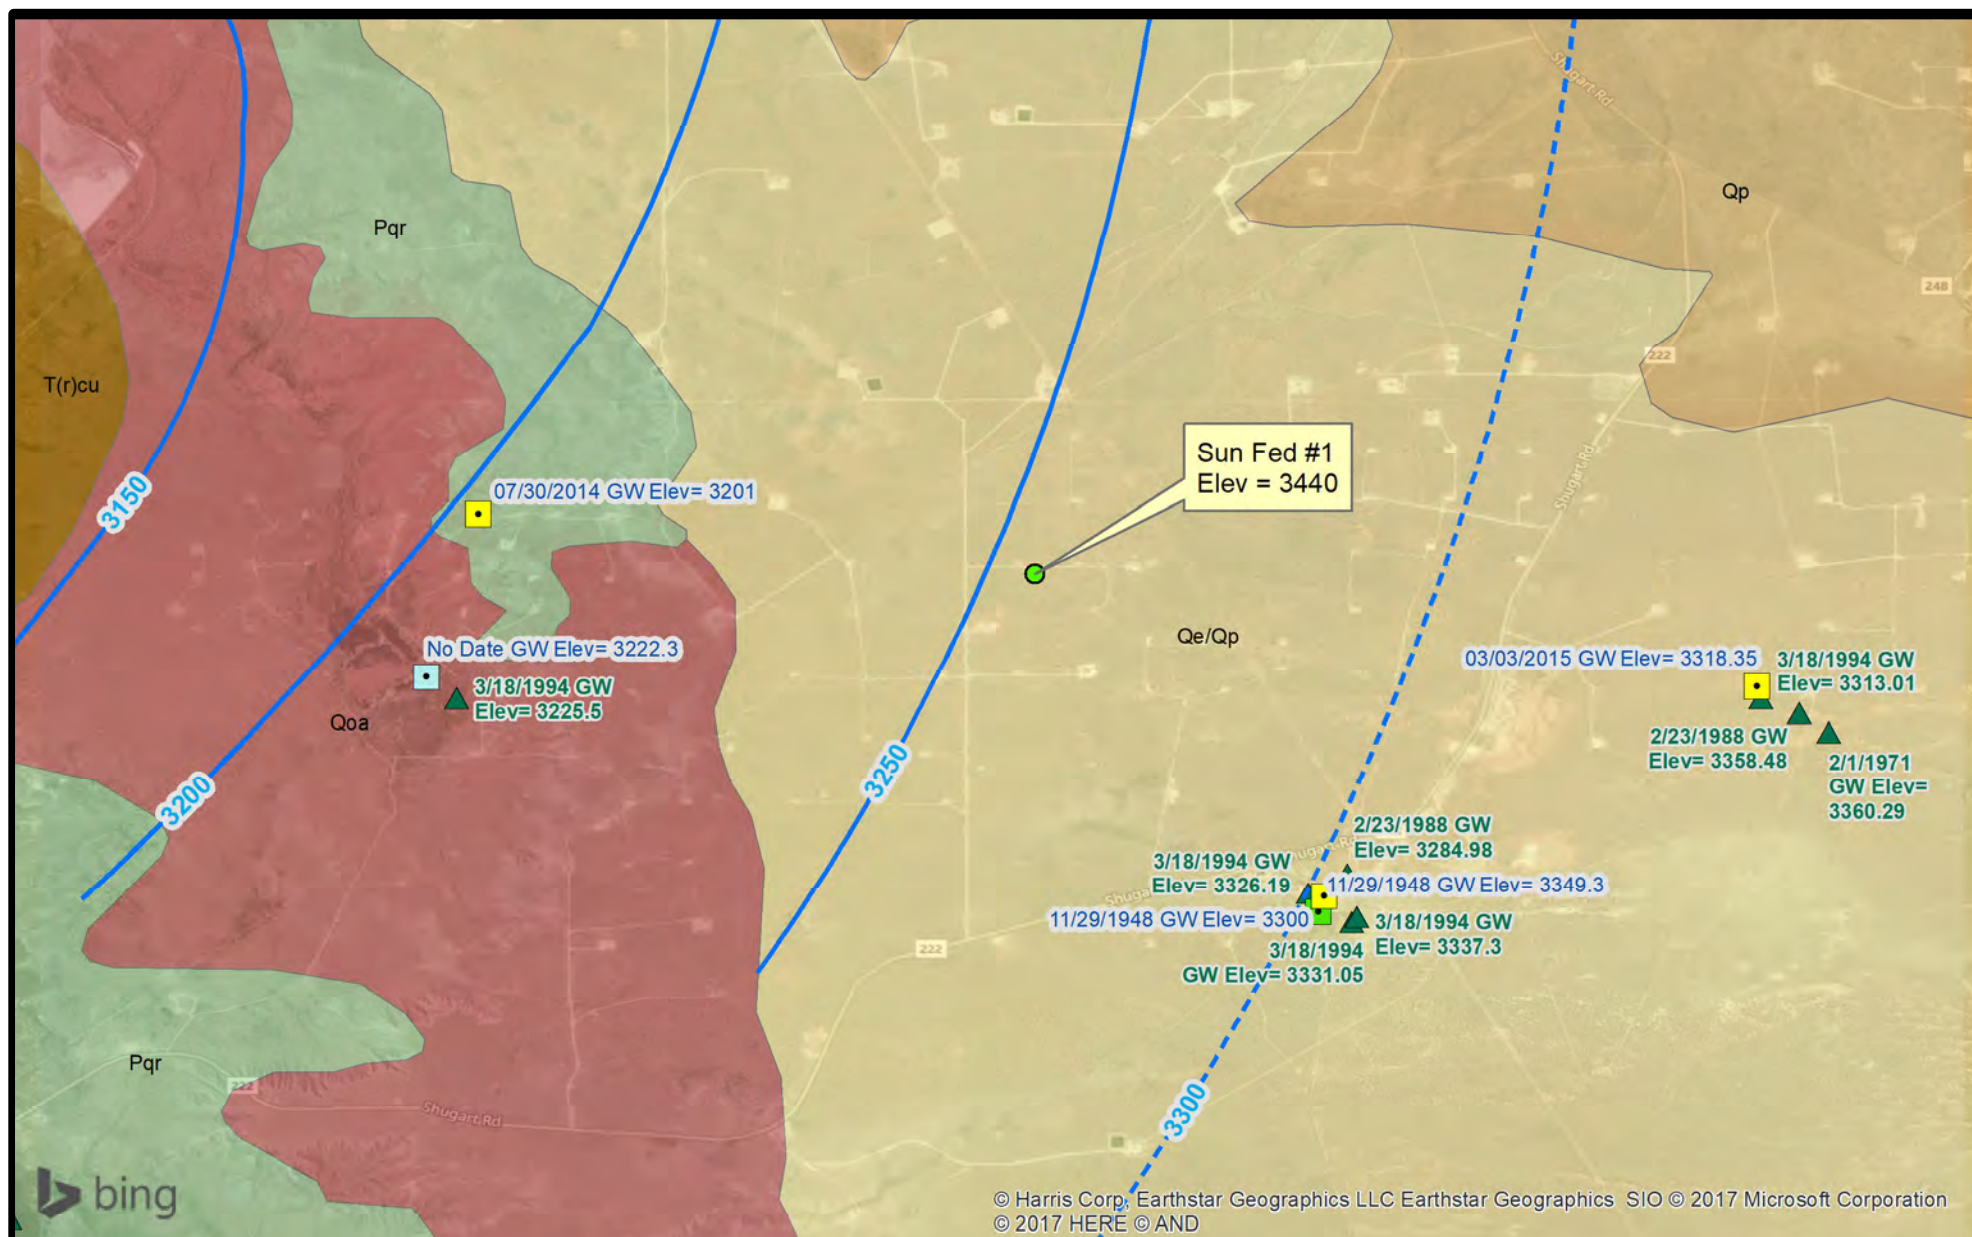 Shugart Rd
Qp
Pqr
248
222
T(r)cu
Sun Fed #1
Elev = 3440
Shugart Rd
3150
07/30/2014 GW Elev= 3201
Qe/Qp
No Date GW Elev= 3222.3
03/03/2015 GW Elev= 3318.35
3/18/1994 GW
Elev= 3313.01
3/18/1994 GW
Elev= 3225.5
Qoa
2/23/1988 GW
Elev= 3358.48
2/1/1971
GW Elev=
3360.29
3250
3200
2/23/1988 GW
Elev= 3284.98
3/18/1994 GW
Elev= 3326.19
11/29/1948 GW Elev= 3349.3
11/29/1948 GW Elev= 3300
3/18/1994 GW
Elev= 3337.3
222
3/18/1994
GW Elev= 3331.05
Pqr
222
Shugart Rd
3300
bing
© Harris Corp, Earthstar Geographics LLC Earthstar Geographics SIO © 2017 Microsoft Corporation
© 2017 HERE © AND